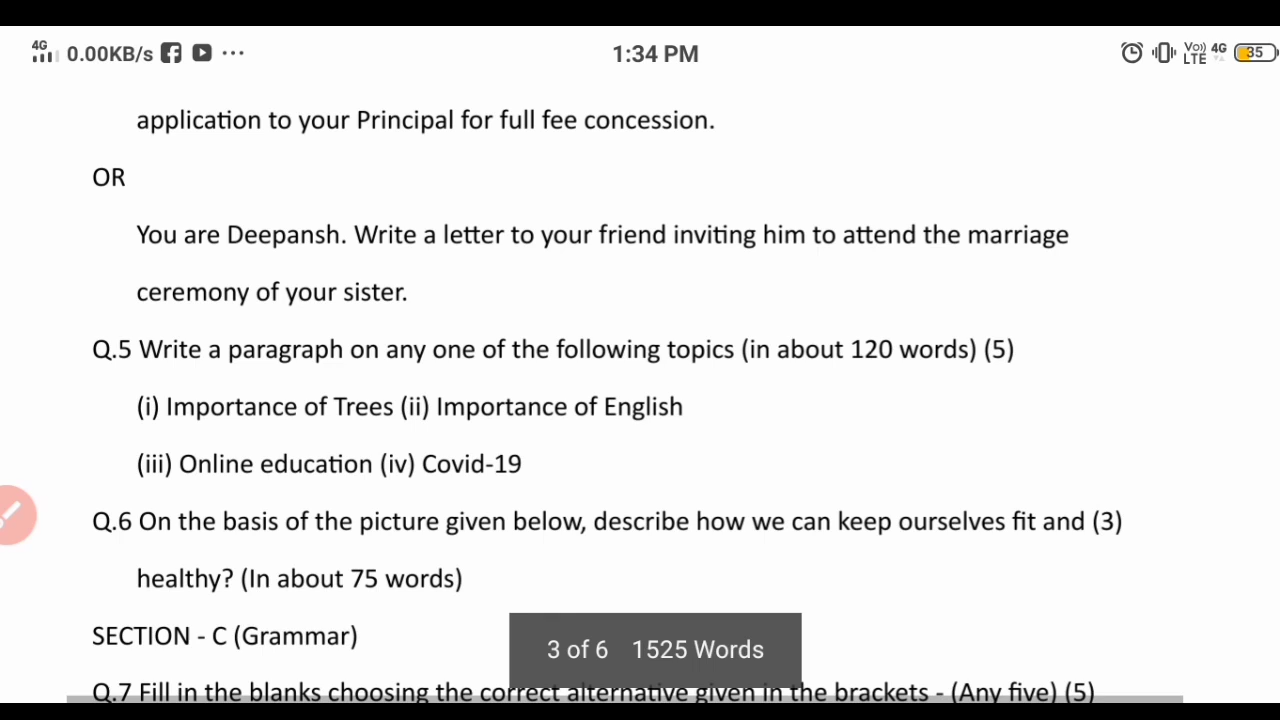 4G 0.00KB/s ... 1:34 PM Vo)) LTE 4G 35
application to your Principal for full fee concession.
OR
You are Deepansh. Write a letter to your friend inviting him to attend the marriage
ceremony of your sister.
Q.5 Write a paragraph on any one of the following topics (in about 120 words) (5)
(i) Importance of Trees (ii) Importance of English
(iii) Online education (iv) Covid-19
Q.6 On the basis of the picture given below, describe how we can keep ourselves fit and (3)
healthy? (In about 75 words)
SECTION - C (Grammar)
3 of 6 1525 Words
Q.7 Fill in the blanks choosing the correct alternative given in the brackets - (Any five) (5)